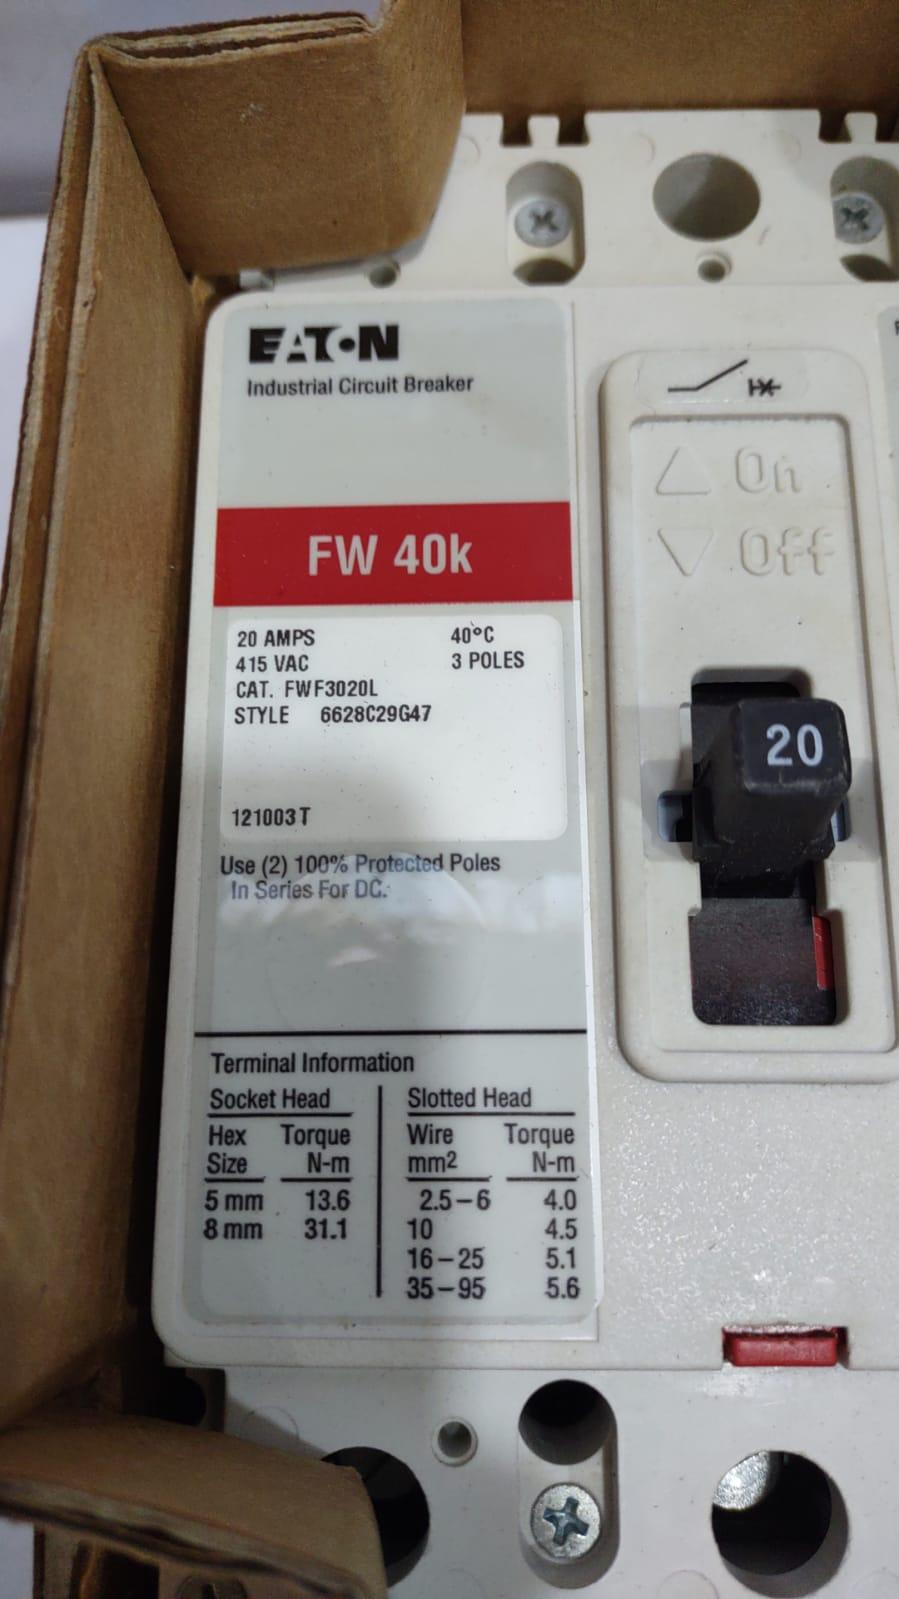 EATON
Industrial Circuit Breaker
FW 40k
20 AMPS 40°C
415 VAC 3 POLES
CAT. FWF3020L
STYLE 6628C29G47
121003T
Use (2) 100% Protected Poles
In Series For DC.
Terminal Information
Socket Head
Hex Torque
Size N-m
5 mm 13.6
8 mm 31.1
Slotted Head
Wire Torque
mm2 N-m
2.5-6 4.0
10 4.5
16-25 5.1
35-95 5.6
On
Off
20